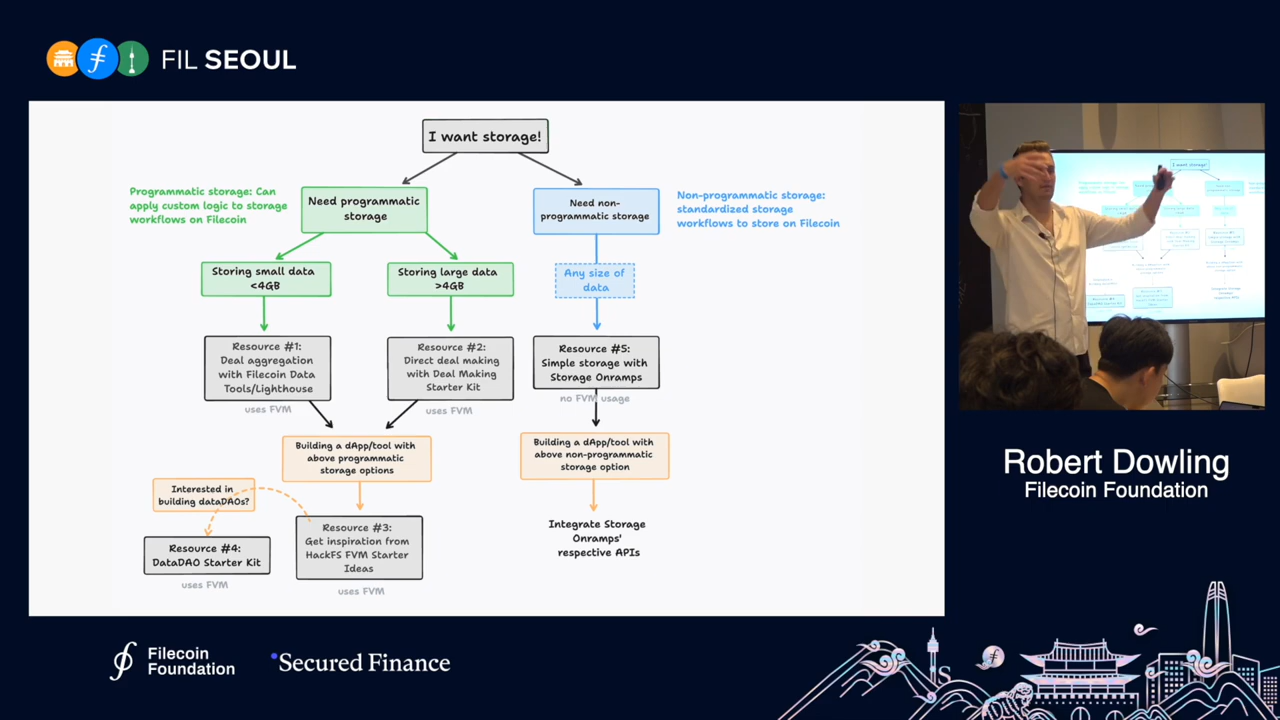 FIL SEOUL
I want storage!
Programmatic storage: Can
apply custom logic to storage
workflows on Filecoin
Need programmatic
storage
Need non-
programmatic storage
Non-programmatic storage:
standardized storage
workflows to store on Filecoin
Storing small data
<4GB
Storing large data
>4GB
Any size of
data
Resource #1:
Deal aggregation
with Filecoin Data
Tools/Lighthouse
uses FVM
Resource #2:
Direct deal making
with Deal Making
Starter Kit
uses FVM
Resource #5:
Simple storage with
Storage Onramps
no FVM usage
Building a dApp/tool with
above programmatic
storage options
Building a dApp/tool with
above non-programmatic
storage option
Interested in
building dataDAOs?
Resource #4:
DataDAO Starter Kit
uses FVM
Resource #3:
Get inspiration from
HackFS FVM Starter
Ideas
uses FVM
Integrate Storage
Onramps'
respective APIs
I want storage!
Robert Dowling
Filecoin Foundation
Filecoin
Foundation
Secured Finance